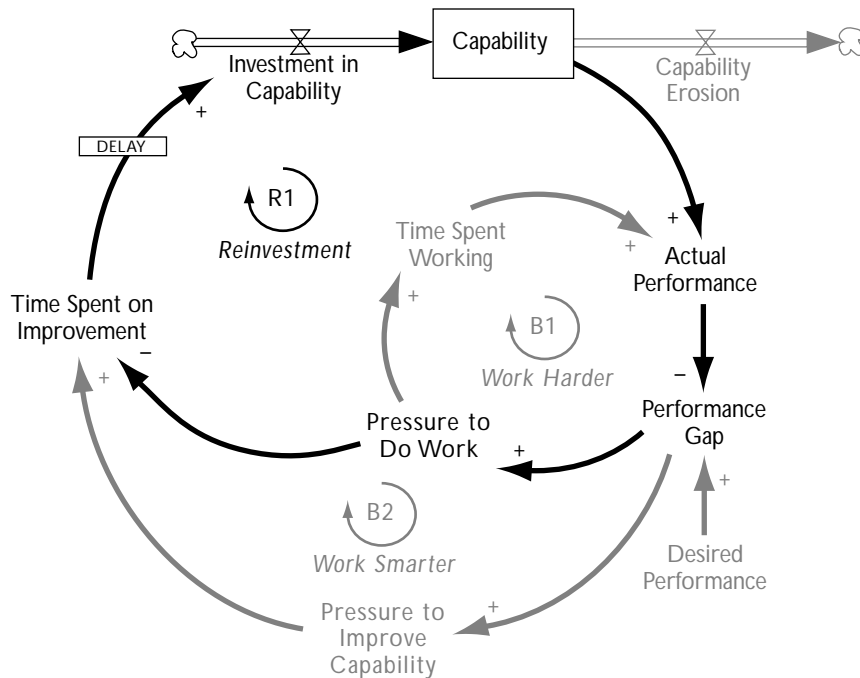 Capability
Investment in
Capability
Capability
Erosion
+
DELAY
R1
Reinvestment
Time Spent
Working
+
+
Actual
Performance
+
B1
Work Harder
Time Spent on
Improvement
–
+
–
Performance
Gap
Pressure to
Do Work
+
+
B2
Work Smarter
Desired
Performance
+
Pressure to
Improve
Capability